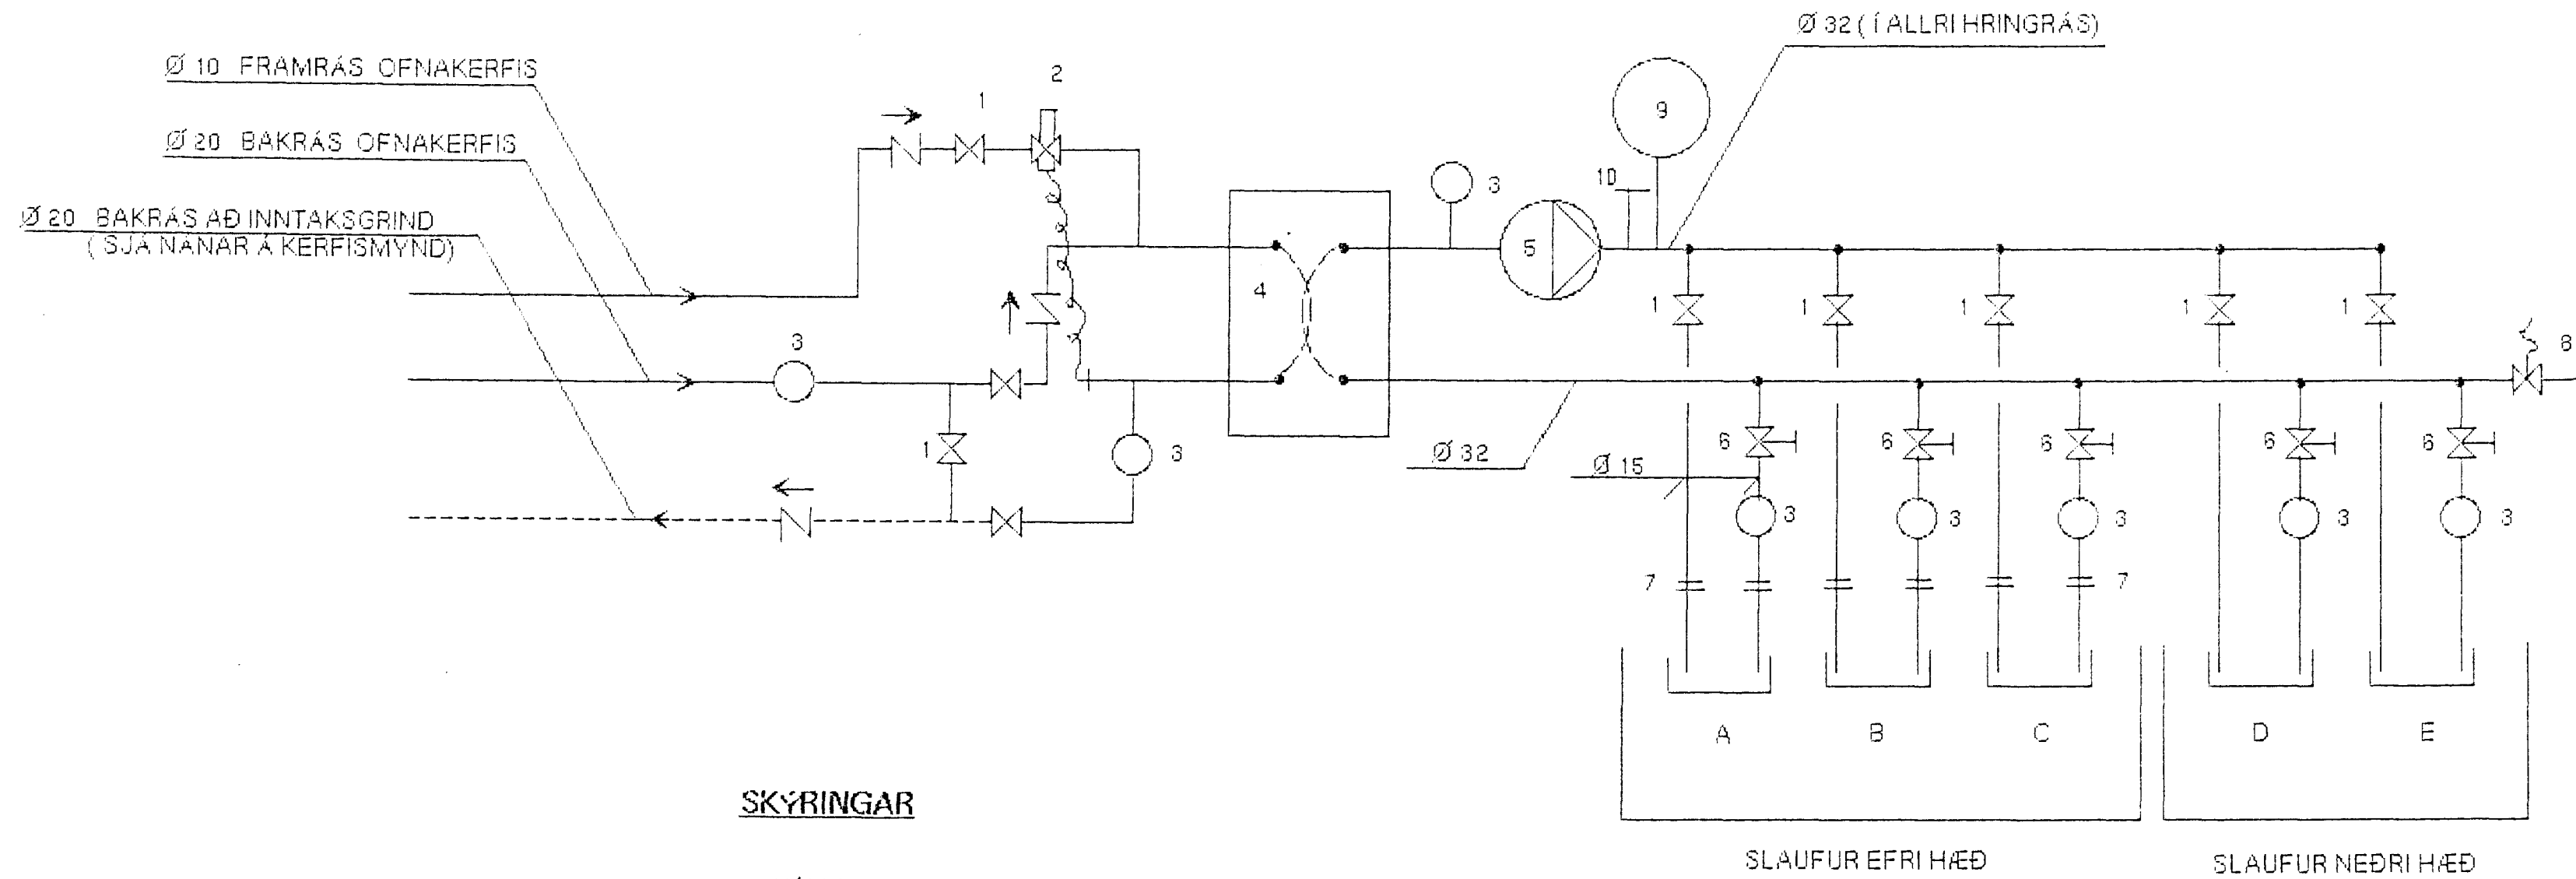 Ø 32 ( Í ALLRI HRINGRÁS)
Ø 10 FRAMRÁS OFNAKERFIS
Ø 20 BAKRÁS OFNAKERFIS
Ø 20 BAKRÁS AÐ INNTAKSGRIND
( SJÁ NÁNAR Á KERFISMYND)
1
2
3
9
10
3
5
4
1
1
1
1
1
8
3
1
3
Ø 32
Ø 15
6
6
6
6
6
3
3
3
3
3
7
7
A
B
C
D
E
SKÝRINGAR
SLAUFUR EFRI HÆÐ
SLAUFUR NEÐRI HÆÐ